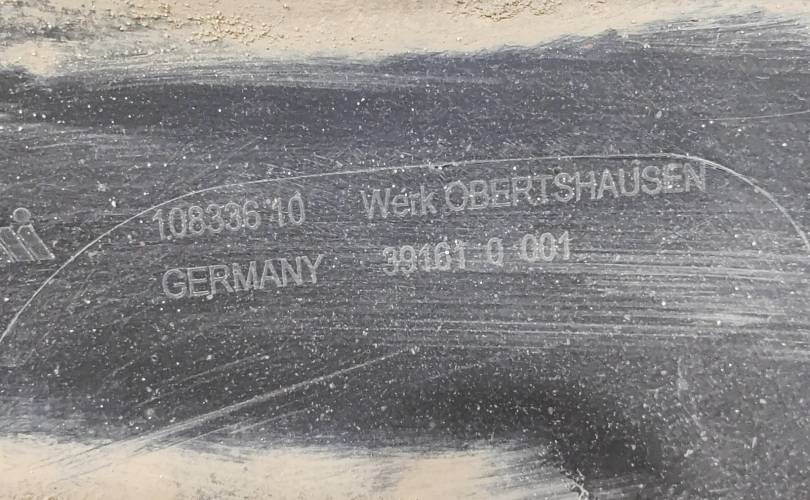 108336 10 Werk OBERTSHAUSEN
GERMANY 39161 0 001